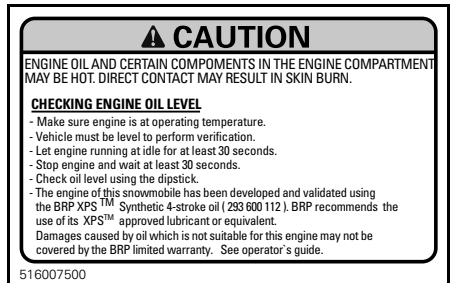 ⚠ CAUTION
ENGINE OIL AND CERTAIN COMPOMENTS IN THE ENGINE COMPARTMENT
MAY BE HOT. DIRECT CONTACT MAY RESULT IN SKIN BURN.
CHECKING ENGINE OIL LEVEL
- Make sure engine is at operating temperature.
- Vehicle must be level to perform verification.
- Let engine running at idle for at least 30 seconds.
- Stop engine and wait at least 30 seconds.
- Check oil level using the dipstick.
- The engine of this snowmobile has been developed and validated using
the BRP XPS TM Synthetic 4-stroke oil ( 293 600 112 ). BRP recommends the
use of its XPS TM approved lubricant or equivalent.
Damages caused by oil which is not suitable for this engine may not be
covered by the BRP limited warranty. See operator`s guide.
516007500